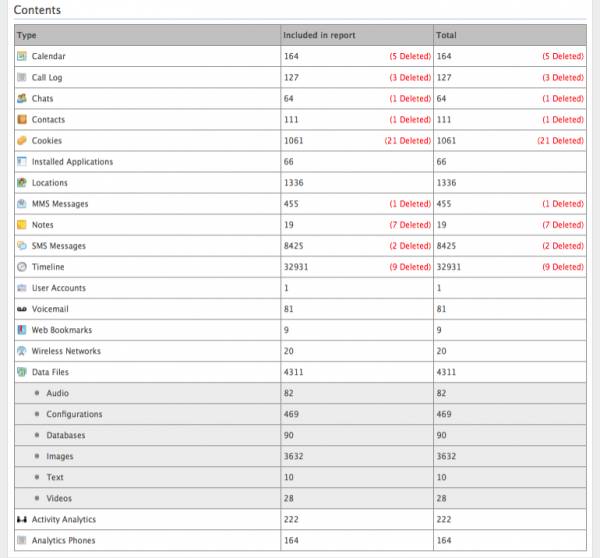 Contents
Type Included in report Total
Calendar 164 (5 Deleted) 164 (5 Deleted)
Call Log 127 (3 Deleted) 127 (3 Deleted)
Chats 64 (1 Deleted) 64 (1 Deleted)
Contacts 111 (1 Deleted) 111 (1 Deleted)
Cookies 1061 (21 Deleted) 1061 (21 Deleted)
Installed Applications 66 66
Locations 1336 1336
MMS Messages 455 (1 Deleted) 455 (1 Deleted)
Notes 19 (7 Deleted) 19 (7 Deleted)
SMS Messages 8425 (2 Deleted) 8425 (2 Deleted)
Timeline 32931 (9 Deleted) 32931 (9 Deleted)
User Accounts 1 1
Voicemail 81 81
Web Bookmarks 9 9
Wireless Networks 20 20
Data Files 4311 4311
Audio 82 82
Configurations 469 469
Databases 90 90
Images 3632 3632
Text 10 10
Videos 28 28
Activity Analytics 222 222
Analytics Phones 164 164